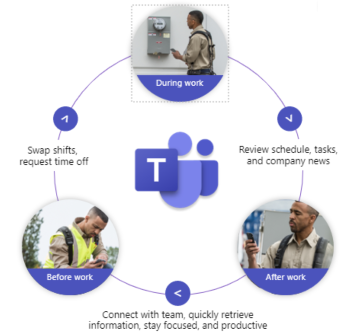 During work
Swap shifts,
request time off
Review schedule, tasks,
and company news
T
Before work
After work
Connect with team, quickly retrieve
information, stay focused, and productive